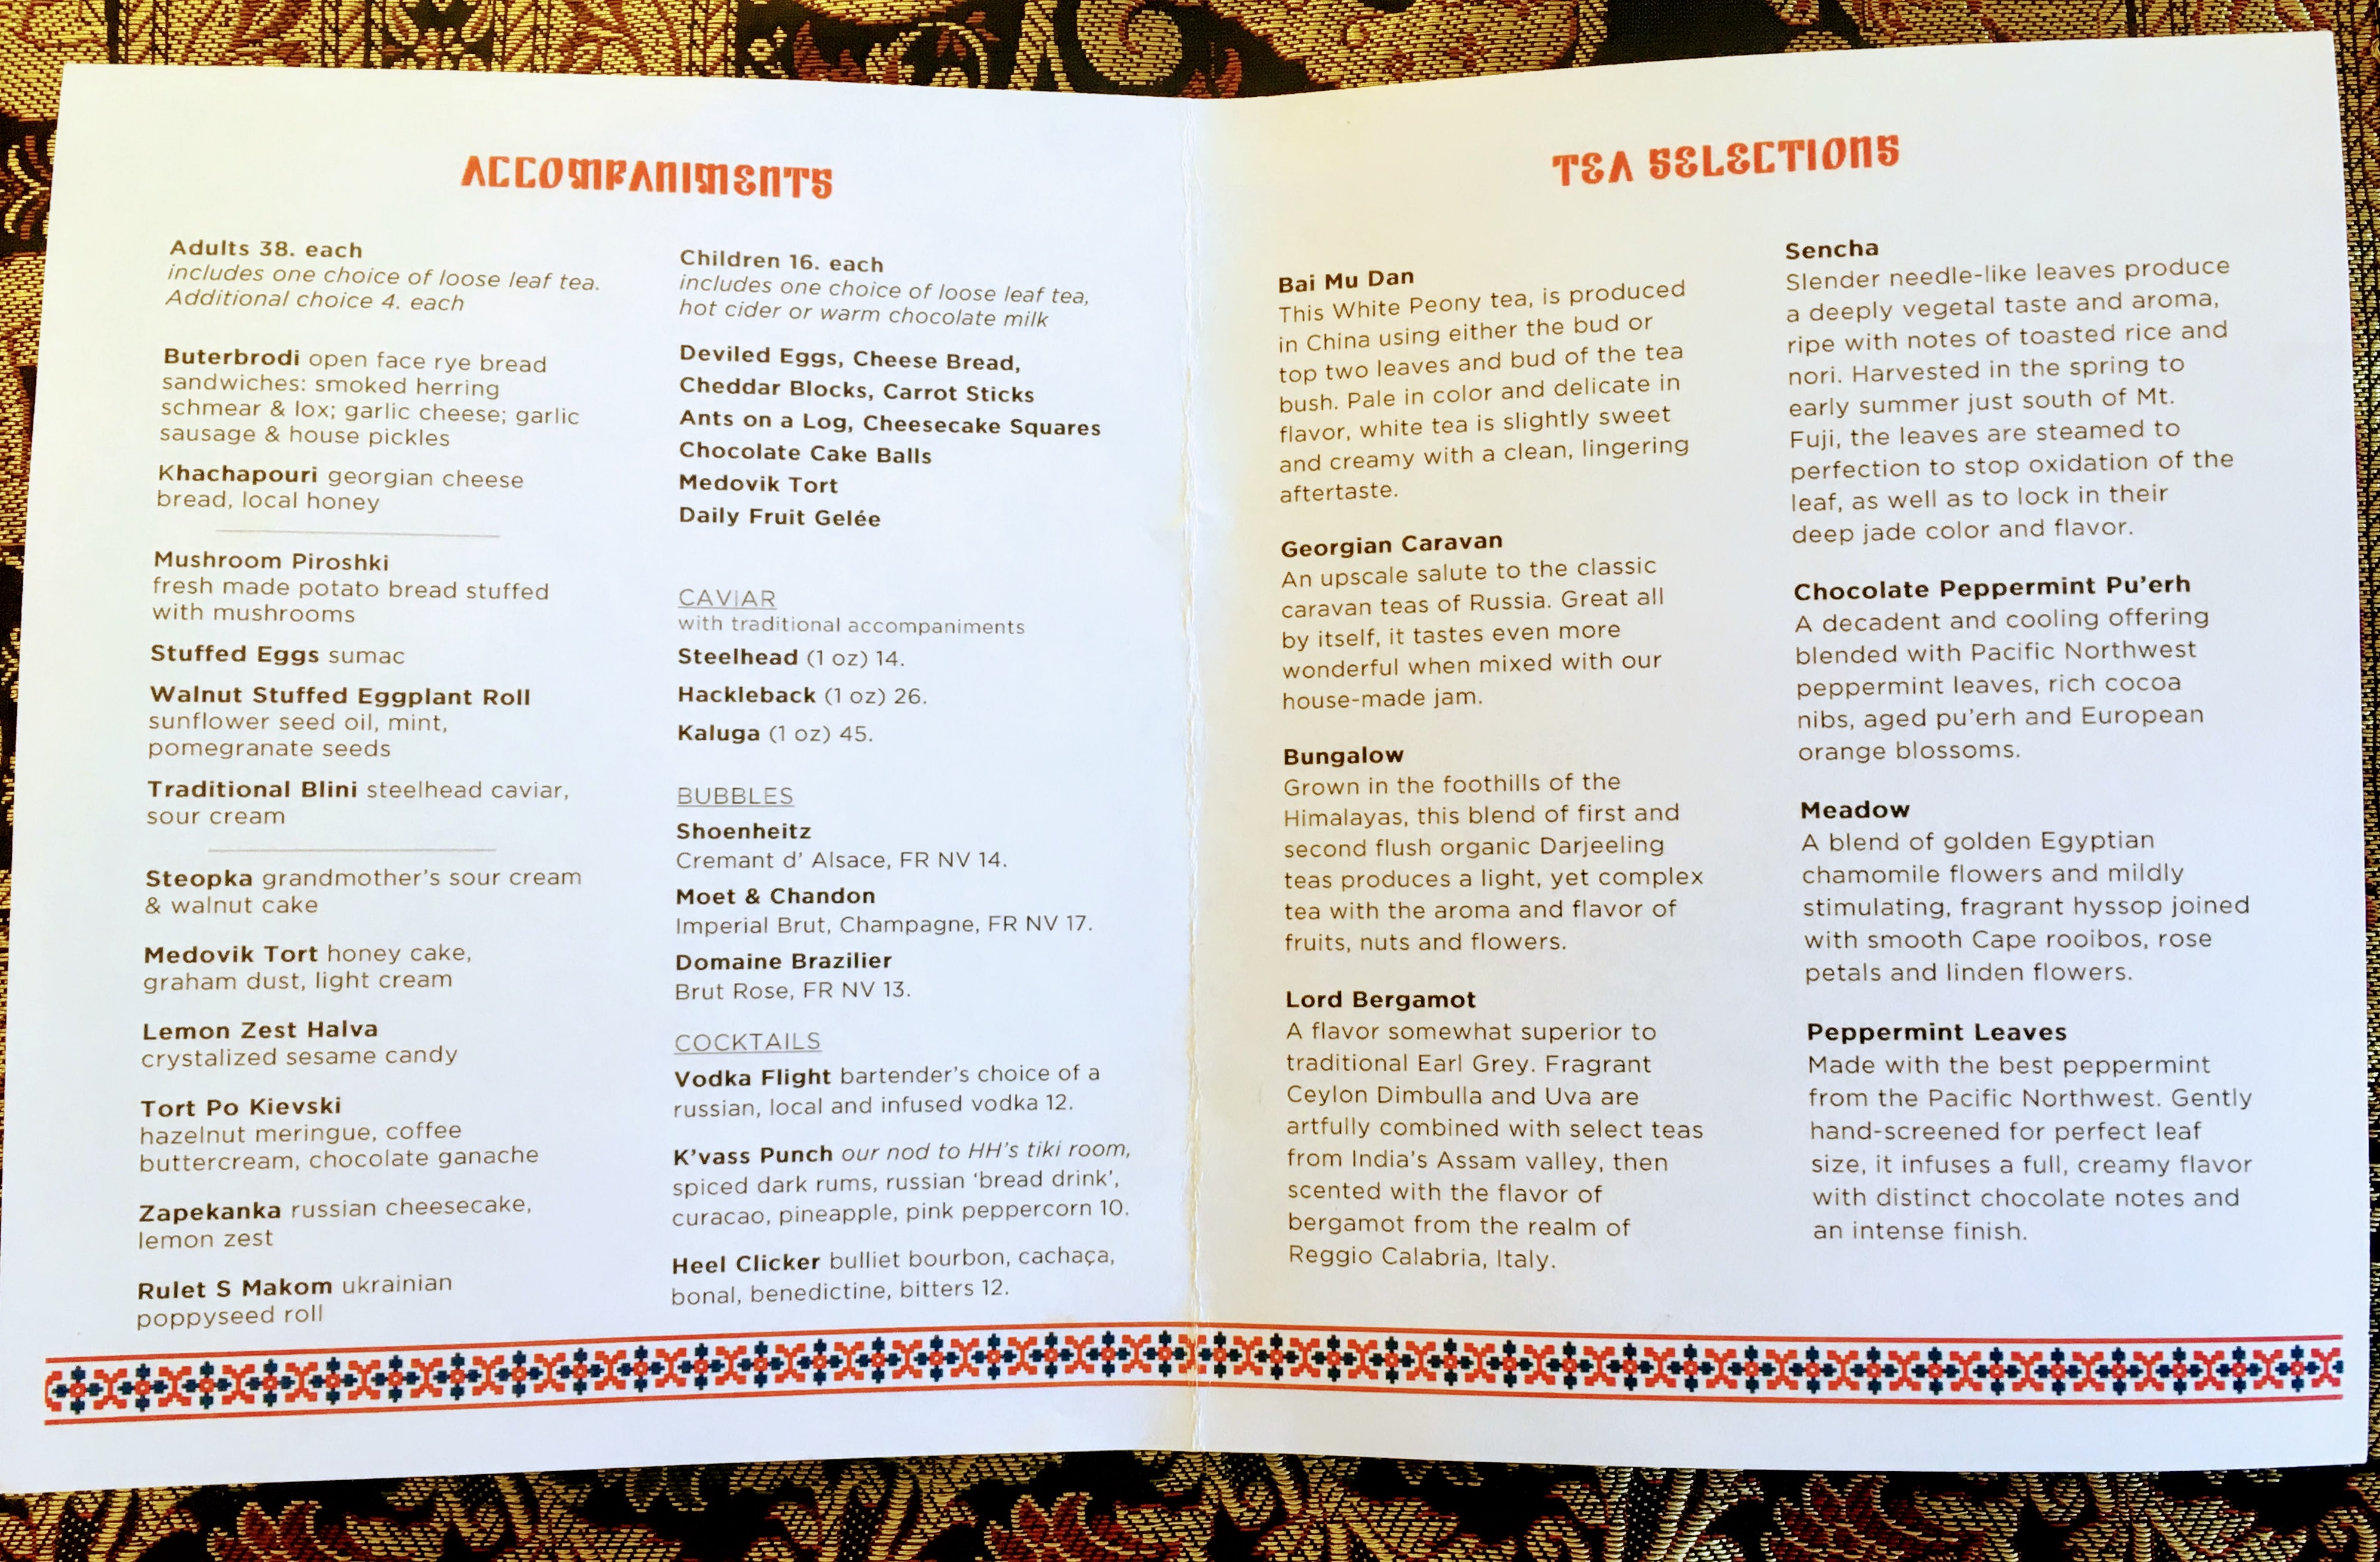 ACCOMPANIMENTS
Adults 38. each
includes one choice of loose leaf tea.
Additional choice 4. each
Buterbrodi open face rye bread
sandwiches: smoked herring
schmear & lox; garlic cheese; garlic
sausage & house pickles
Khachapouri georgian cheese
bread, local honey
Mushroom Piroshki
fresh made potato bread stuffed
with mushrooms
Stuffed Eggs sumac
Walnut Stuffed Eggplant Roll
sunflower seed oil, mint,
pomegranate seeds
Traditional Blini steelhead caviar,
sour cream
Steopka grandmother's sour cream
& walnut cake
Medovik Tort honey cake,
graham dust, light cream
Lemon Zest Halva
crystalized sesame candy
Tort Po Kievski
hazelnut meringue, coffee
buttercream, chocolate ganache
Zapekanka russian cheesecake,
lemon zest
Rulet S Makom ukrainian
poppyseed roll
Children 16. each
includes one choice of loose leaf tea,
hot cider or warm chocolate milk
Deviled Eggs, Cheese Bread,
Cheddar Blocks, Carrot Sticks
Ants on a Log, Cheesecake Squares
Chocolate Cake Balls
Medovik Tort
Daily Fruit Gelée
CAVIAR
with traditional accompaniments
Steelhead (1 oz) 14.
Hackleback (1 oz) 26.
Kaluga (1 oz) 45.
BUBBLES
Shoenheitz
Cremant d' Alsace, FR NV 14.
Moet & Chandon
Imperial Brut, Champagne, FR NV 17.
Domaine Brazilier
Brut Rose, FR NV 13.
COCKTAILS
Vodka Flight bartender's choice of a
russian, local and infused vodka 12.
K'vass Punch our nod to HH's tiki room,
spiced dark rums, russian 'bread drink',
curacao, pineapple, pink peppercorn 10.
Heel Clicker bulliet bourbon, cachaça,
bonal, benedictine, bitters 12.
TEA SELECTIONS
Bai Mu Dan
This White Peony tea, is produced
in China using either the bud or
top two leaves and bud of the tea
bush. Pale in color and delicate in
flavor, white tea is slightly sweet
and creamy with a clean, lingering
aftertaste.
Georgian Caravan
An upscale salute to the classic
caravan teas of Russia. Great all
by itself, it tastes even more
wonderful when mixed with our
house-made jam.
Bungalow
Grown in the foothills of the
Himalayas, this blend of first and
second flush organic Darjeeling
teas produces a light, yet complex
tea with the aroma and flavor of
fruits, nuts and flowers.
Lord Bergamot
A flavor somewhat superior to
traditional Earl Grey. Fragrant
Ceylon Dimbulla and Uva are
artfully combined with select teas
from India's Assam valley, then
scented with the flavor of
bergamot from the realm of
Reggio Calabria, Italy.
Sencha
Slender needle-like leaves produce
a deeply vegetal taste and aroma,
ripe with notes of toasted rice and
nori. Harvested in the spring to
early summer just south of Mt.
Fuji, the leaves are steamed to
perfection to stop oxidation of the
leaf, as well as to lock in their
deep jade color and flavor.
Chocolate Peppermint Pu'erh
A decadent and cooling offering
blended with Pacific Northwest
peppermint leaves, rich cocoa
nibs, aged pu'erh and European
orange blossoms.
Meadow
A blend of golden Egyptian
chamomile flowers and mildly
stimulating, fragrant hyssop joined
with smooth Cape rooibos, rose
petals and linden flowers.
Peppermint Leaves
Made with the best peppermint
from the Pacific Northwest. Gently
hand-screened for perfect leaf
size, it infuses a full, creamy flavor
with distinct chocolate notes and
an intense finish.